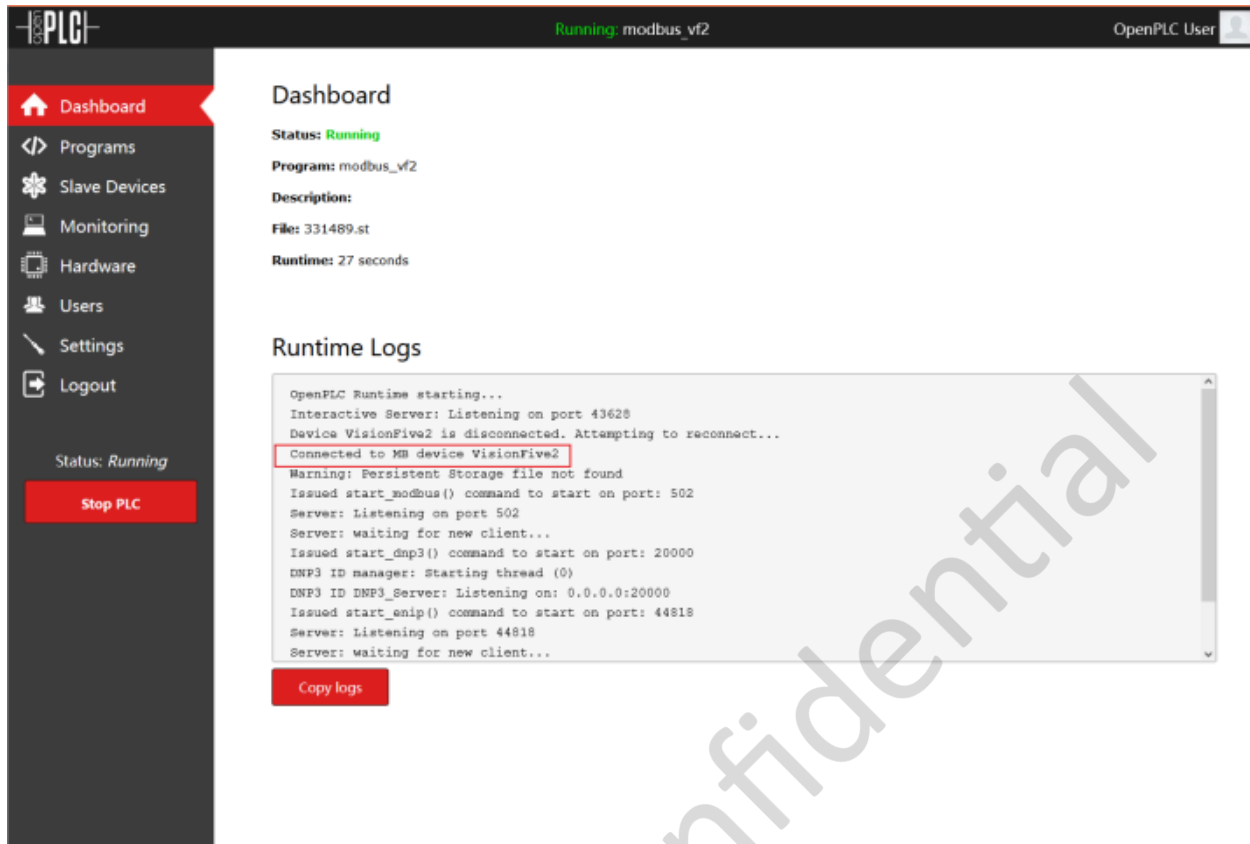 open PLC
Running: modbus_vf2
OpenPLC User
Dashboard
Programs
Slave Devices
Monitoring
Hardware
Users
Settings
Logout
Status: Running
Stop PLC
Dashboard
Status: Running
Program: modbus_vf2
Description:
File: 331489.st
Runtime: 27 seconds
Runtime Logs
OpenPLC Runtime starting...
Interactive Server: Listening on port 43628
Device VisionFive2 is disconnected. Attempting to reconnect...
Connected to MB device VisionFive2
Warning: Persistent Storage file not found
Issued start_modbus() command to start on port: 502
Server: Listening on port 502
Server: waiting for new client...
Issued start_dnp3() command to start on port: 20000
DNP3 ID manager: Starting thread (0)
DNP3 ID DNP3_Server: Listening on: 0.0.0.0:20000
Issued start_enip() command to start on port: 44818
Server: Listening on port 44818
Server: waiting for new client...
Copy logs
nfidential